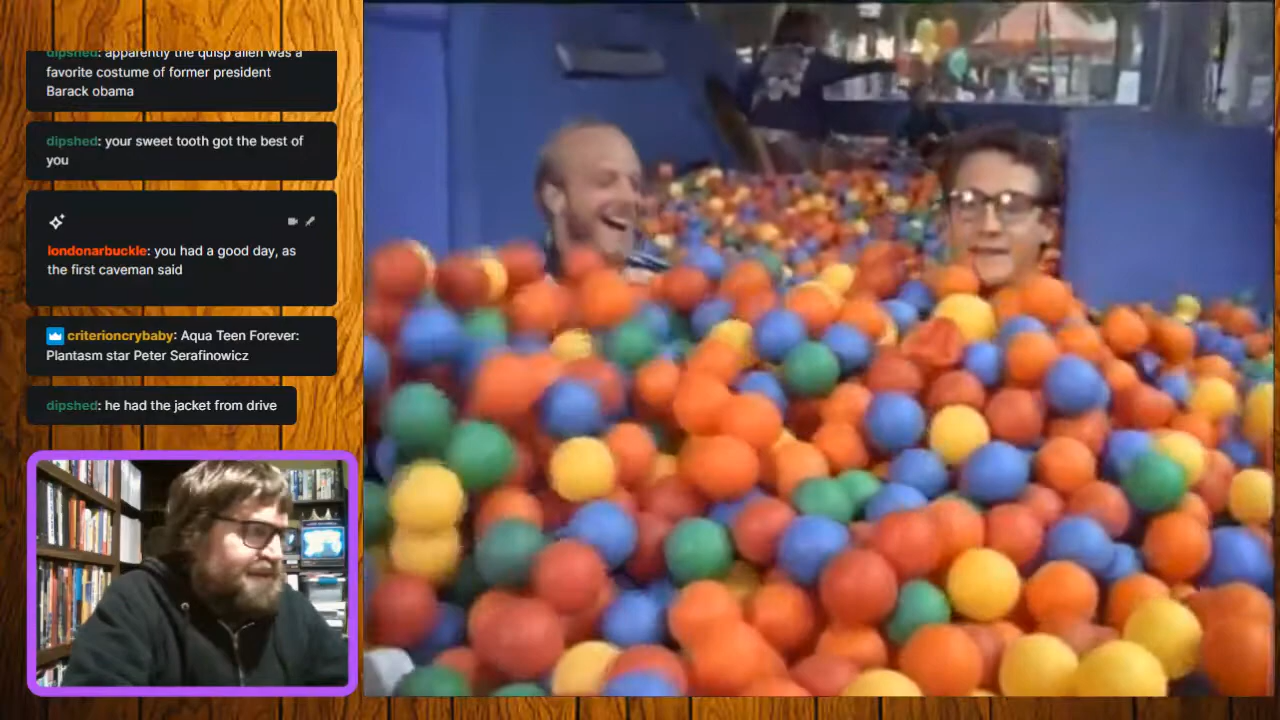 dipshed: apparently the quisp alien was a
favorite costume of former president
Barack obama
dipshed: your sweet tooth got the best of
you
londonarbuckle: you had a good day, as
the first caveman said
criterioncrybaby: Aqua Teen Forever:
Plantasm star Peter Serafinowicz
dipshed: he had the jacket from drive